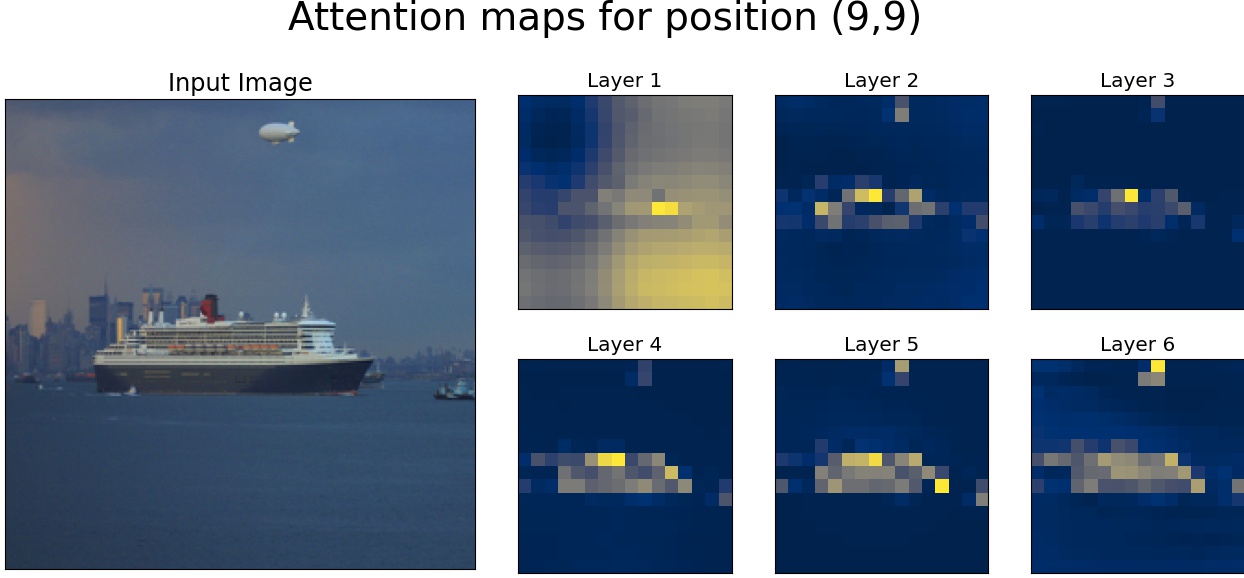 Attention maps for position (9,9)
Input Image
Layer 1
Layer 2
Layer 3
Layer 4
Layer 5
Layer 6